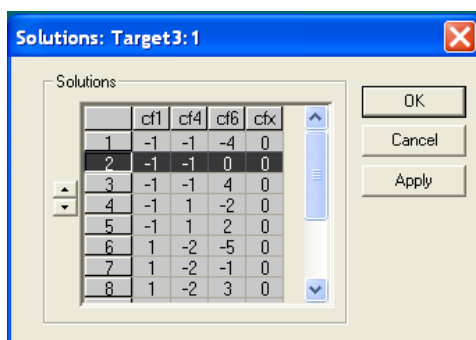 Solutions: Target3:1
Solutions
cf1 cf4 cf6 cfx
1 -1 -1 -4 0
2 -1 -1 0 0
3 -1 -1 4 0
4 -1 1 -2 0
5 -1 1 2 0
6 1 -2 -5 0
7 1 -2 -1 0
8 1 -2 3 0
OK
Cancel
Apply